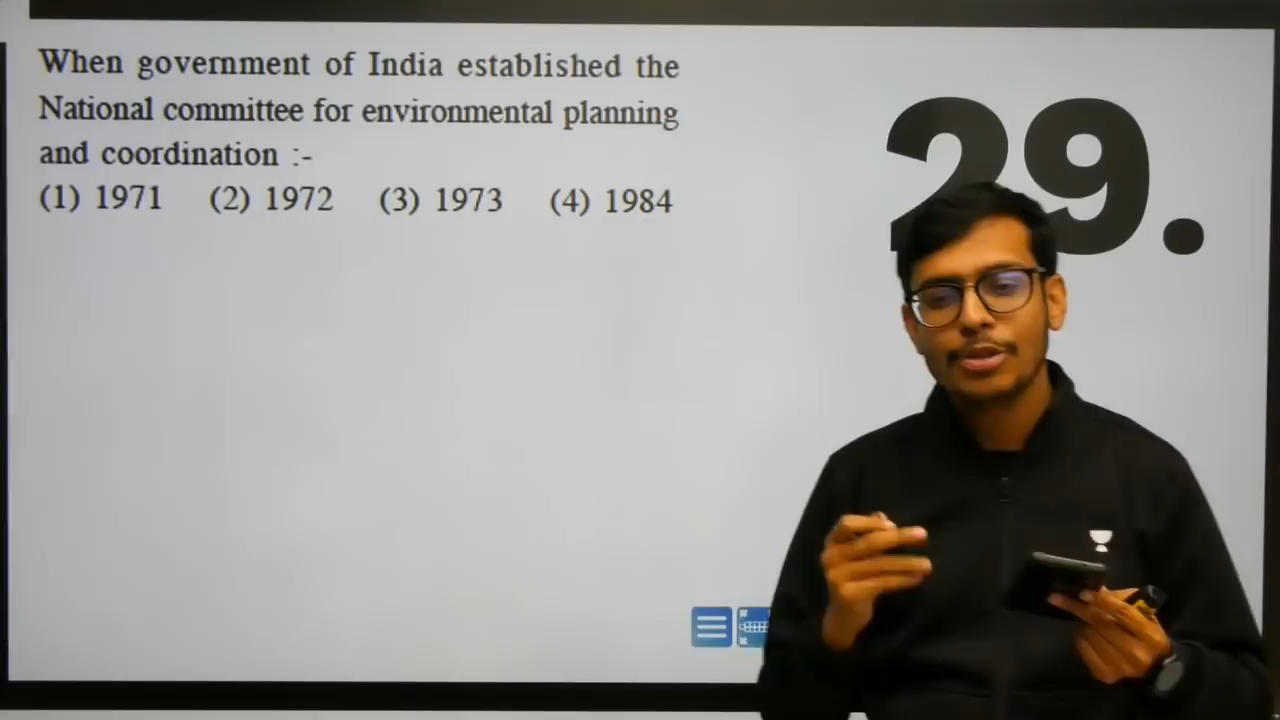 When government of India established the
National committee for environmental planning
and coordination :-
(1) 1971 (2) 1972 (3) 1973 (4) 1984
29.